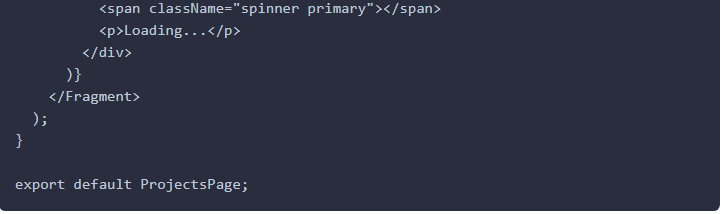 <span className="spinner primary"></span>
<p>Loading...</p>
</div>
)}
</Fragment>
);
}
export default ProjectsPage;